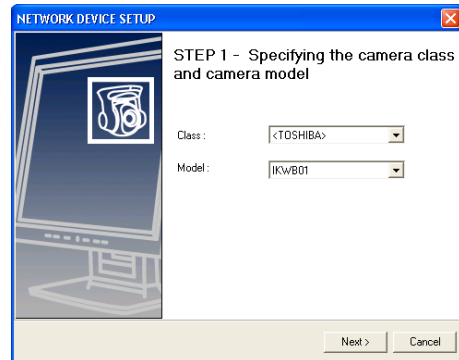 NETWORK DEVICE SETUP
STEP 1 - Specifying the camera class
and camera model
Class :
<TOSHIBA>
Model :
IKWB01
Next >
Cancel